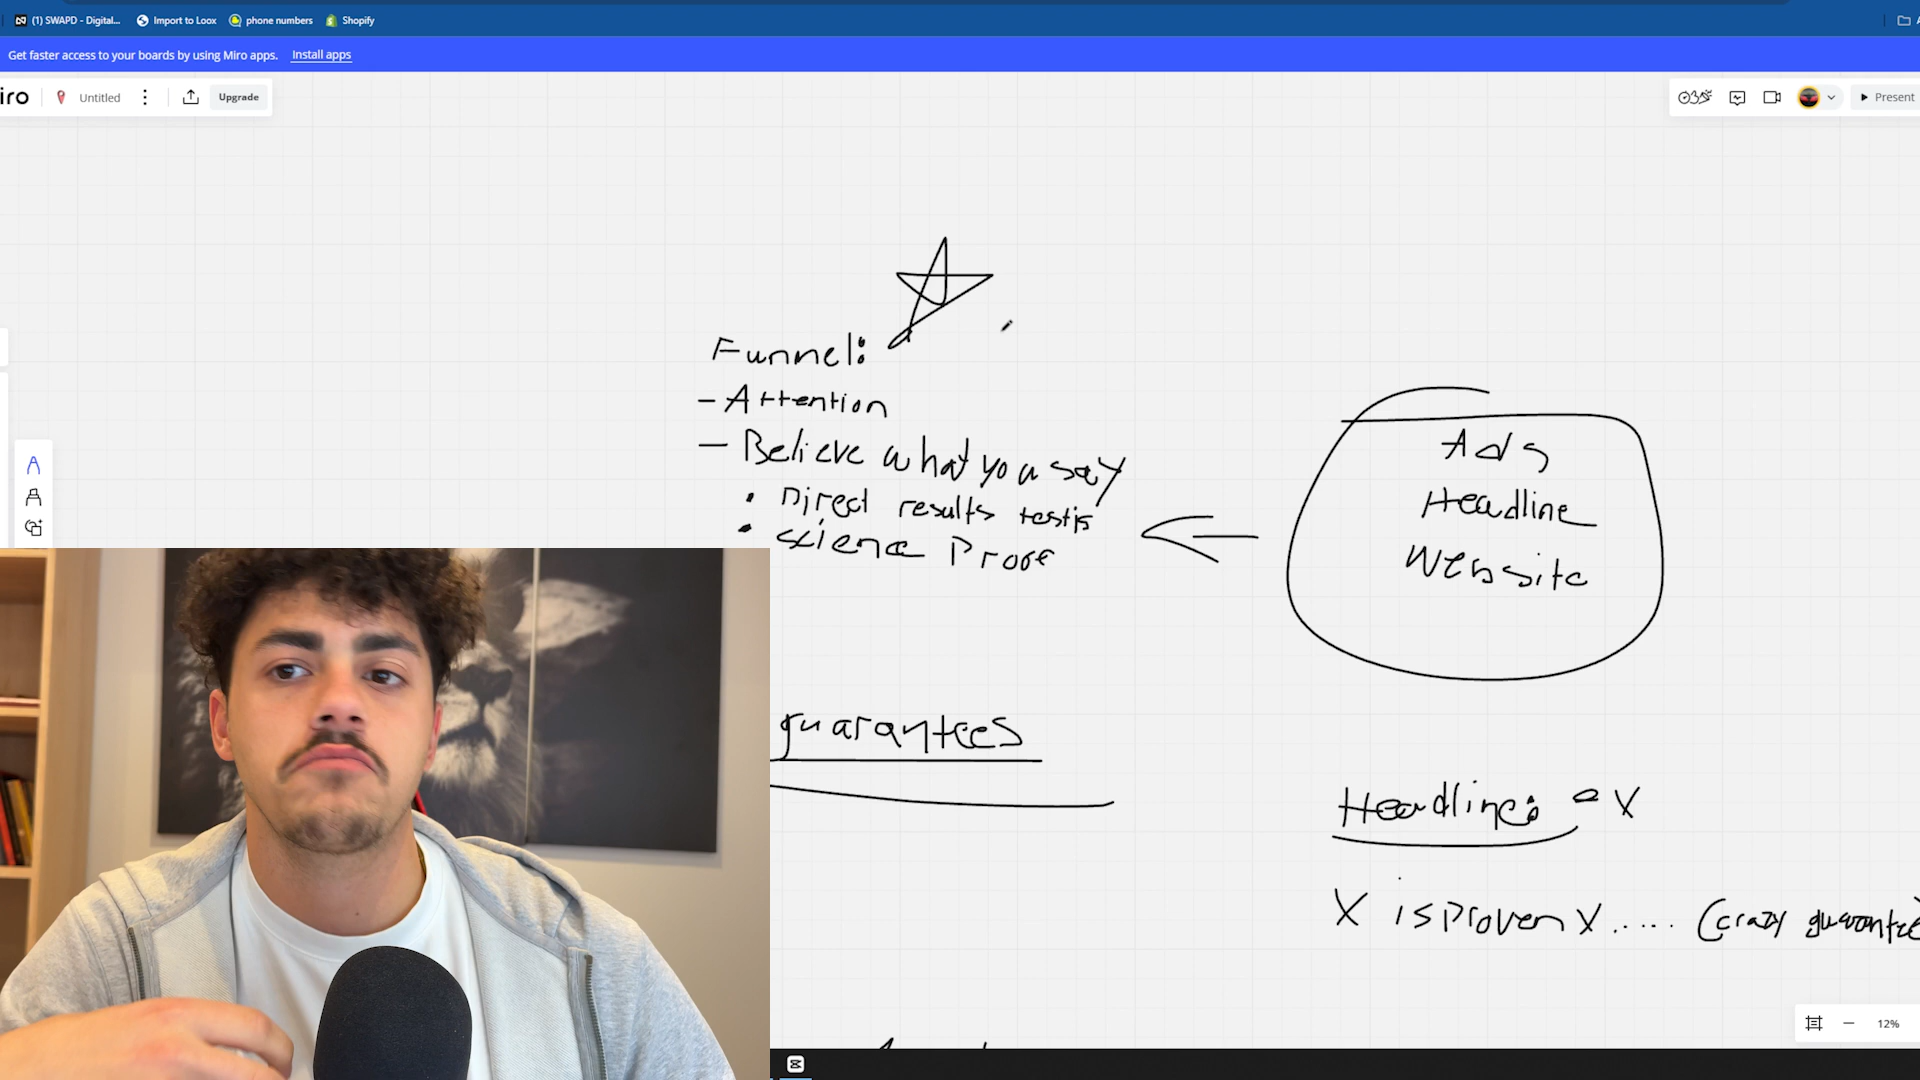 (1) SWAPD - Digital... Import to Loox phone numbers Shopify A
Get faster access to your boards by using Miro apps. Install apps
iro Untitled Upgrade
Present
Funnel:
- Attention
- Believe what you say
• Direct results testis
• Science Proof
Ads
Headline
Website
guarantees
Headline: X
X is proven X ..... (crazy guarantee)
12%